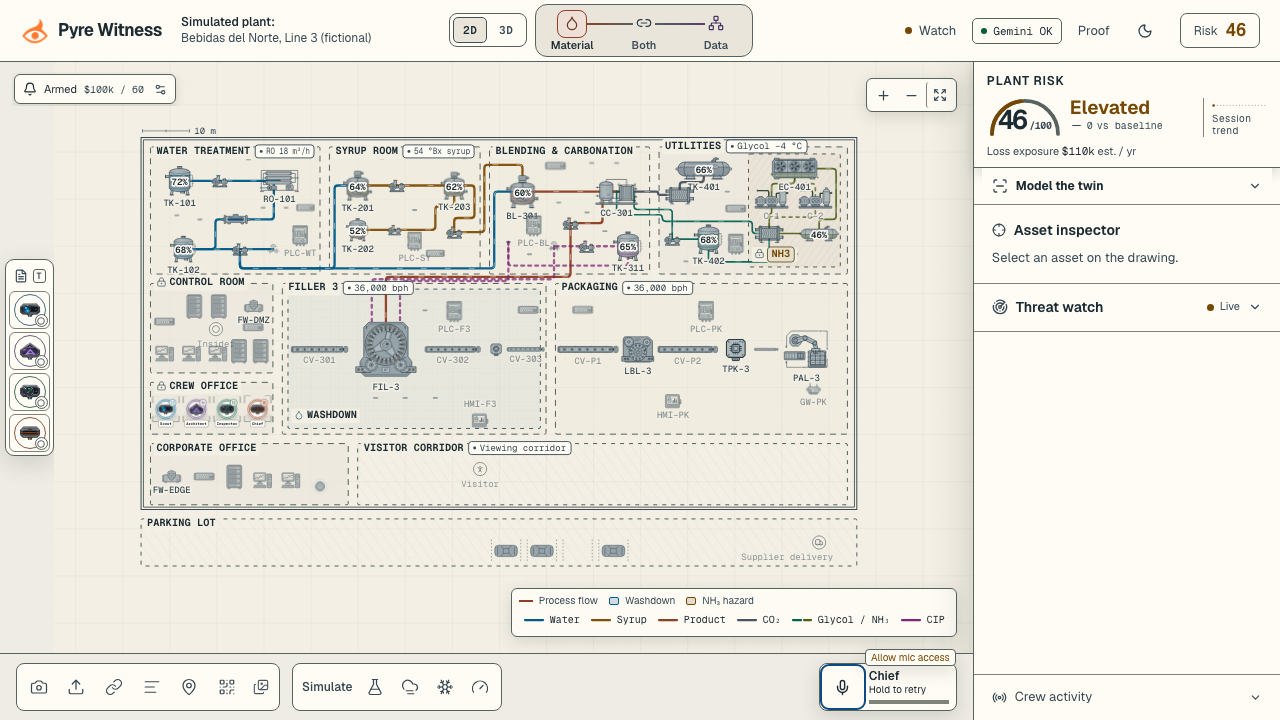 Pyre Witness
Simulated plant:
Bebidas del Norte, Line 3 (fictional)
2D 3D
Material Both Data
Watch
Gemini OK
Proof
Risk 46
Armed $100k / 60
10 m
WATER TREATMENT • RO 18 m³/h
SYRUP ROOM • 54 °Bx syrup
BLENDING & CARBONATION
UTILITIES • Glycol −4 °C
72%
TK-101
RO-101
68%
TK-102
PLC-WT
64%
TK-201
62%
TK-203
52%
TK-202
60%
BL-301
CC-301
65%
TK-311
66%
TK-401
EC-401
68%
TK-402
46%
NH3
CONTROL ROOM
FW-DMZ
FILLER 3 • 36,000 bph
PLC-F3
CV-301
CV-302
CV-303
FIL-3
HMI-F3
WASHDOWN
PACKAGING • 36,000 bph
PLC-PK
CV-P1
LBL-3
CV-P2
TPK-3
PAL-3
GW-PK
HMI-PK
CREW OFFICE
Scout Architect Inspector Chief
CORPORATE OFFICE
FW-EDGE
VISITOR CORRIDOR • Viewing corridor
Visitor
PARKING LOT
Supplier delivery
Process flow Washdown NH₃ hazard
Water Syrup Product CO₂ Glycol / NH₃ CIP
T
Simulate
Allow mic access
Chief
Hold to retry
PLANT RISK
46 /100
Elevated
— 0 vs baseline
Session trend
Loss exposure $110k est. / yr
Model the twin
Asset inspector
Select an asset on the drawing.
Threat watch
Live
Crew activity